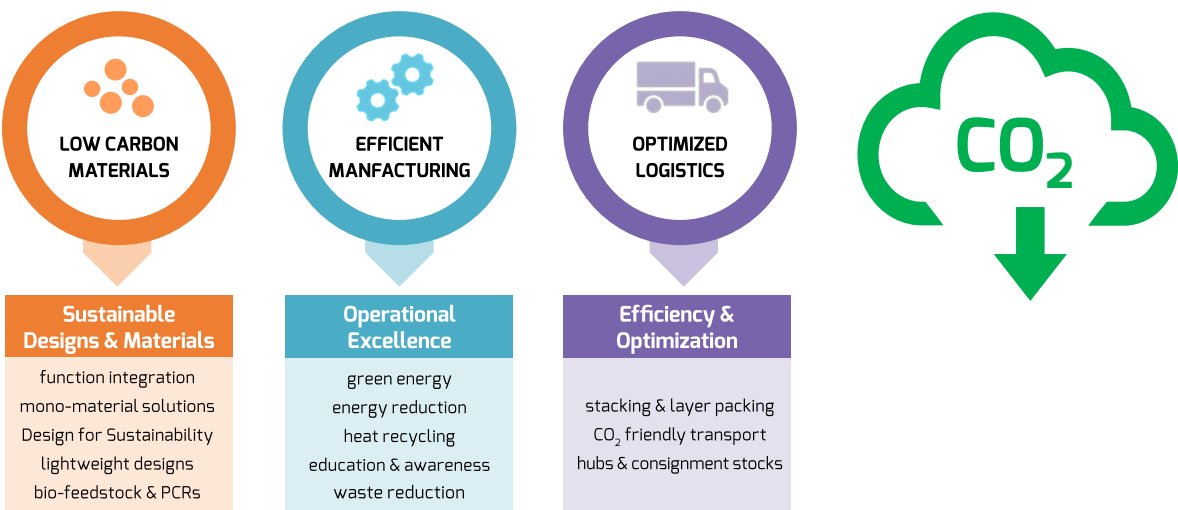 LOW CARBON
MATERIALS
EFFICIENT
MANFACTURING
OPTIMIZED
LOGISTICS
CO₂
Sustainable
Designs & Materials
function integration
mono-material solutions
Design for Sustainability
lightweight designs
bio-feedstock & PCRs
Operational
Excellence
green energy
energy reduction
heat recycling
education & awareness
waste reduction
Efficiency &
Optimization
stacking & layer packing
CO₂ friendly transport
hubs & consignment stocks